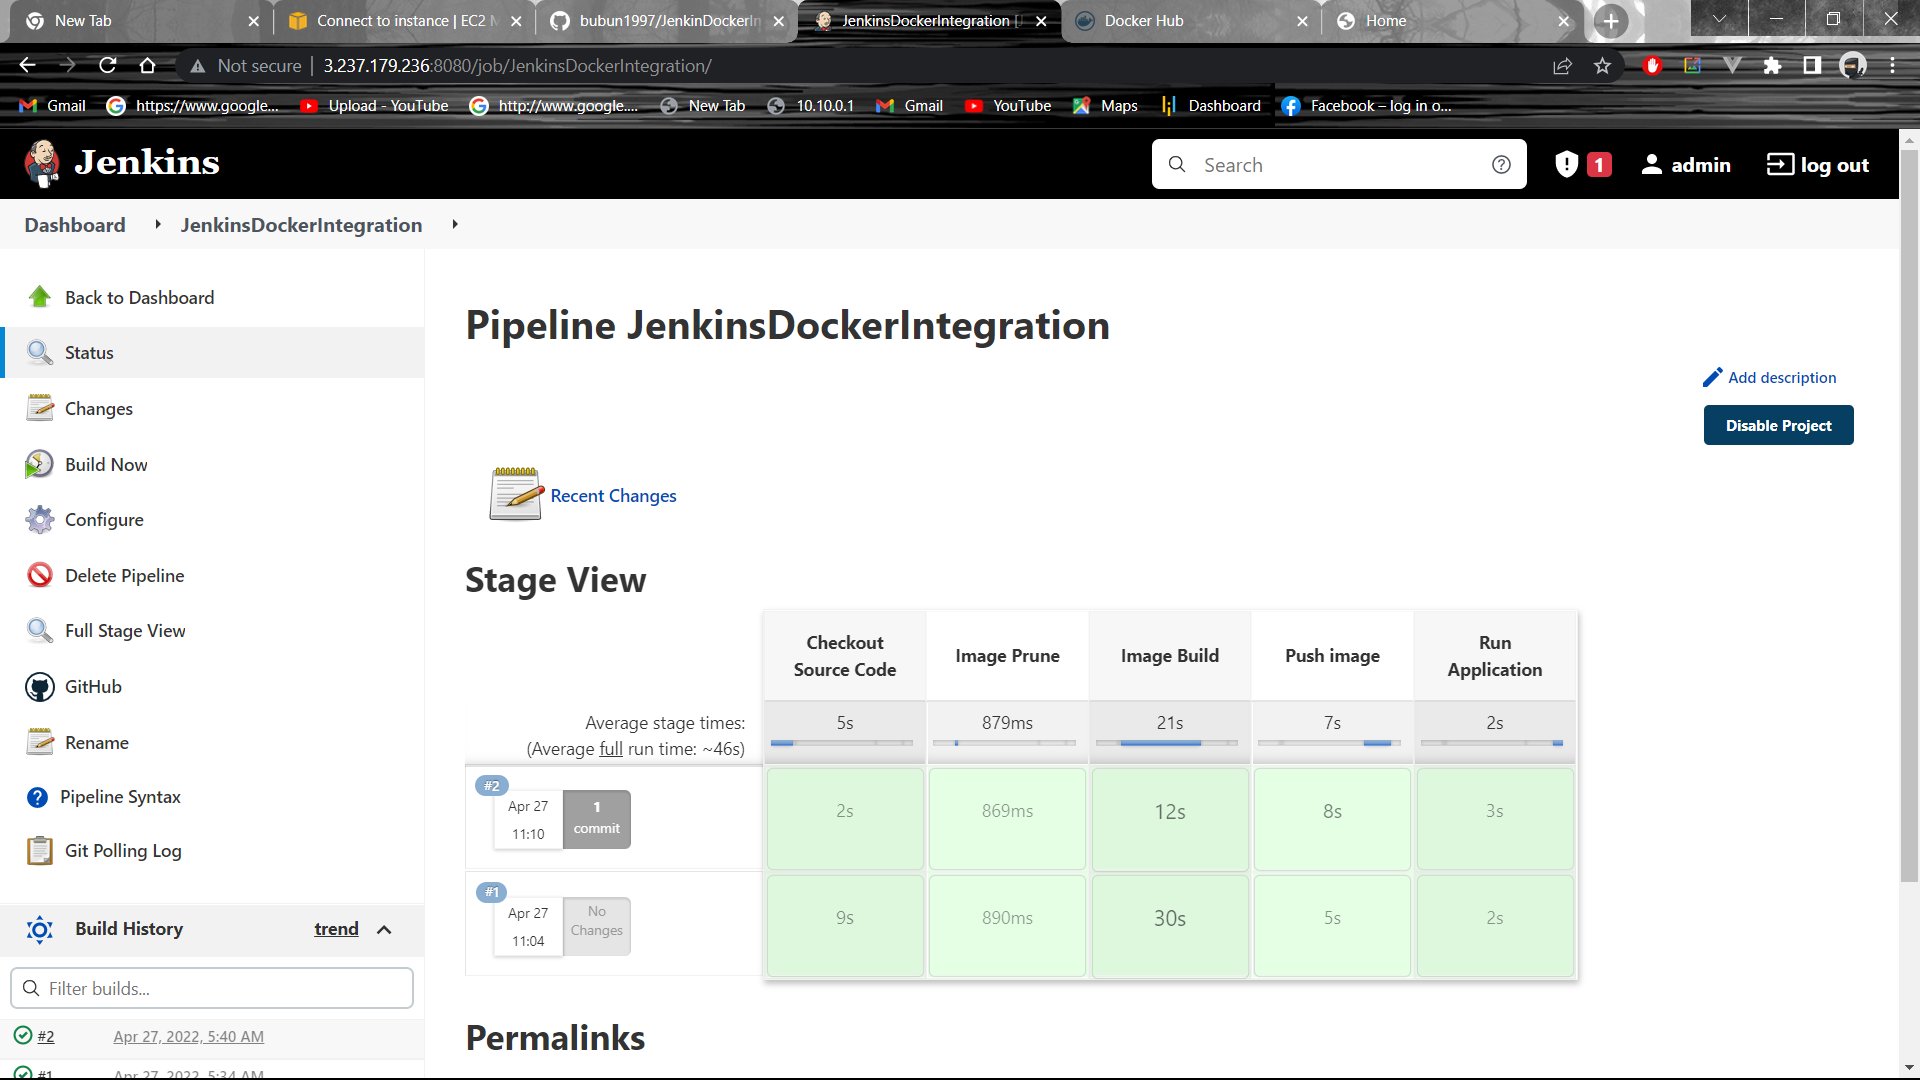 New Tab
Connect to instance | EC2 M
bubun1997/JenkinDockerIn
JenkinsDockerIntegration [J
Docker Hub
Home
Not secure
3.237.179.236:8080/job/JenkinsDockerIntegration/
Gmail
https://www.google...
Upload - YouTube
http://www.google....
New Tab
10.10.0.1
Gmail
YouTube
Maps
Dashboard
Facebook – log in o...
Jenkins
Search
1
admin
log out
Dashboard
JenkinsDockerIntegration
Back to Dashboard
Status
Changes
Build Now
Configure
Delete Pipeline
Full Stage View
GitHub
Rename
Pipeline Syntax
Git Polling Log
Build History
trend
Filter builds...
#2
Apr 27, 2022, 5:40 AM
#1
Apr 27, 2022, 5:34 AM
Pipeline JenkinsDockerIntegration
Add description
Disable Project
Recent Changes
Stage View
Checkout
Source Code
Image Prune
Image Build
Push image
Run
Application
Average stage times:
(Average full run time: ~46s)
5s
879ms
21s
7s
2s
#2
Apr 27
11:10
1
commit
2s
869ms
12s
8s
3s
#1
Apr 27
11:04
No
Changes
9s
890ms
30s
5s
2s
Permalinks